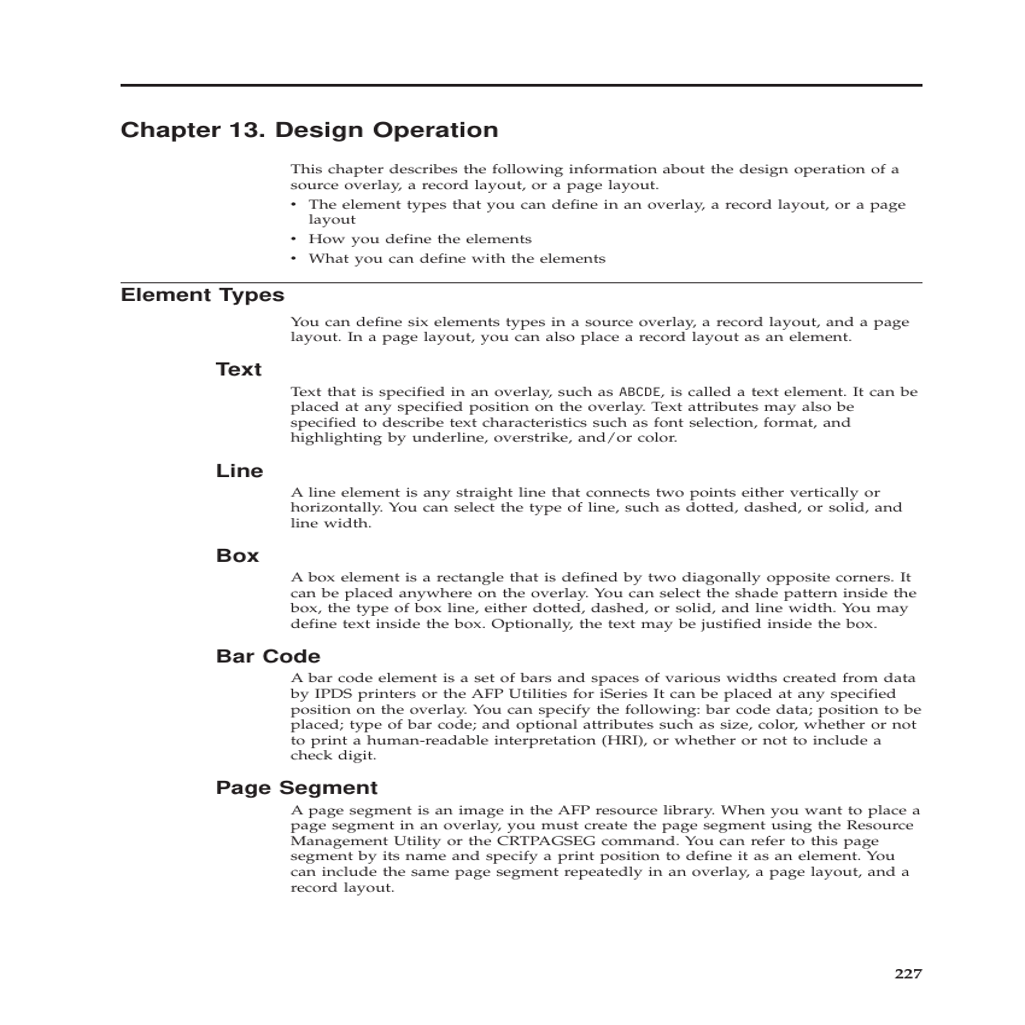 Chapter 13. Design Operation
This chapter describes the following information about the design operation of a
source overlay, a record layout, or a page layout.
• The element types that you can define in an overlay, a record layout, or a page
layout
• How you define the elements
• What you can define with the elements
Element Types
You can define six elements types in a source overlay, a record layout, and a page
layout. In a page layout, you can also place a record layout as an element.
Text
Text that is specified in an overlay, such as ABCDE, is called a text element. It can be
placed at any specified position on the overlay. Text attributes may also be
specified to describe text characteristics such as font selection, format, and
highlighting by underline, overstrike, and/or color.
Line
A line element is any straight line that connects two points either vertically or
horizontally. You can select the type of line, such as dotted, dashed, or solid, and
line width.
Box
A box element is a rectangle that is defined by two diagonally opposite corners. It
can be placed anywhere on the overlay. You can select the shade pattern inside the
box, the type of box line, either dotted, dashed, or solid, and line width. You may
define text inside the box. Optionally, the text may be justified inside the box.
Bar Code
A bar code element is a set of bars and spaces of various widths created from data
by IPDS printers or the AFP Utilities for iSeries It can be placed at any specified
position on the overlay. You can specify the following: bar code data; position to be
placed; type of bar code; and optional attributes such as size, color, whether or not
to print a human-readable interpretation (HRI), or whether or not to include a
check digit.
Page Segment
A page segment is an image in the AFP resource library. When you want to place a
page segment in an overlay, you must create the page segment using the Resource
Management Utility or the CRTPAGSEG command. You can refer to this page
segment by its name and specify a print position to define it as an element. You
can include the same page segment repeatedly in an overlay, a page layout, and a
record layout.
227